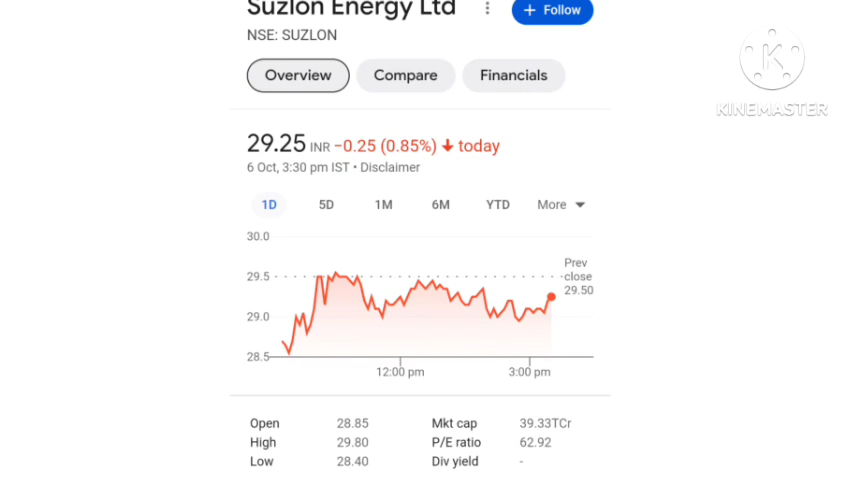 Suzlon Energy Ltd
+ Follow
NSE: SUZLON
KINEMASTER
Overview Compare Financials
29.25 INR −0.25 (0.85%) ↓ today
6 Oct, 3:30 pm IST • Disclaimer
1D 5D 1M 6M YTD More
30.0
29.5
29.0
28.5
Prev
close
29.50
12:00 pm 3:00 pm
Open 28.85 Mkt cap 39.33TCr
High 29.80 P/E ratio 62.92
Low 28.40 Div yield -